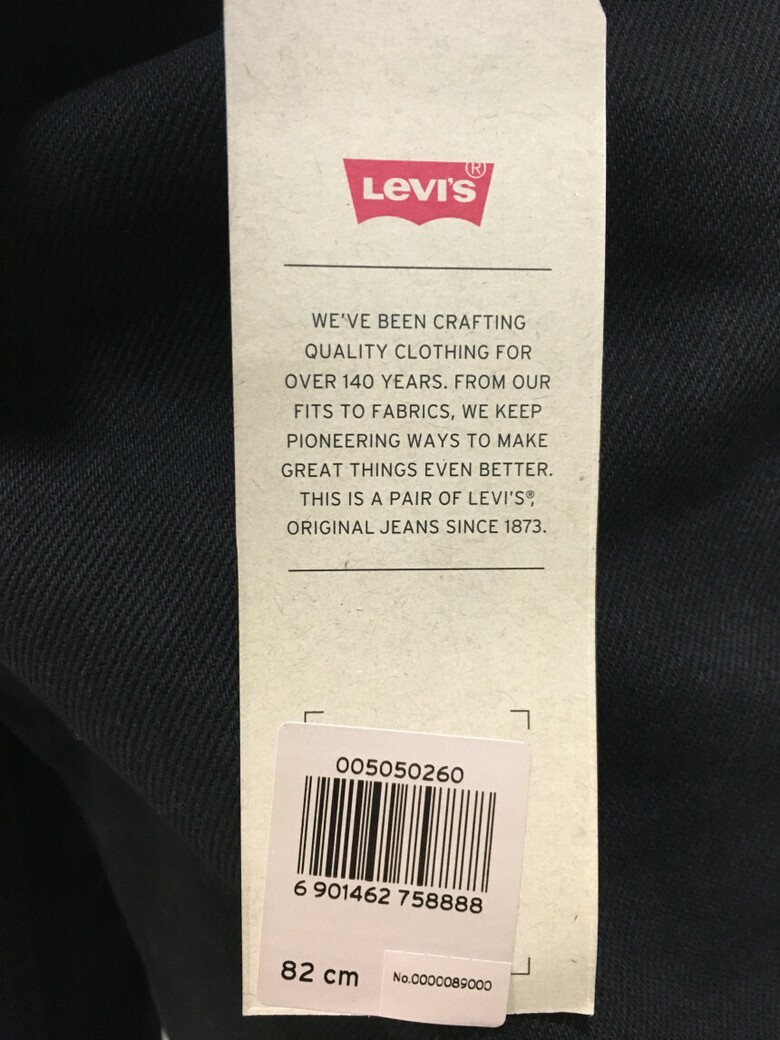 LEVI'S®
WE'VE BEEN CRAFTING
QUALITY CLOTHING FOR
OVER 140 YEARS. FROM OUR
FITS TO FABRICS, WE KEEP
PIONEERING WAYS TO MAKE
GREAT THINGS EVEN BETTER.
THIS IS A PAIR OF LEVI'S®,
ORIGINAL JEANS SINCE 1873.
005050260
6 901462 758888
82 cm
No.0000089000